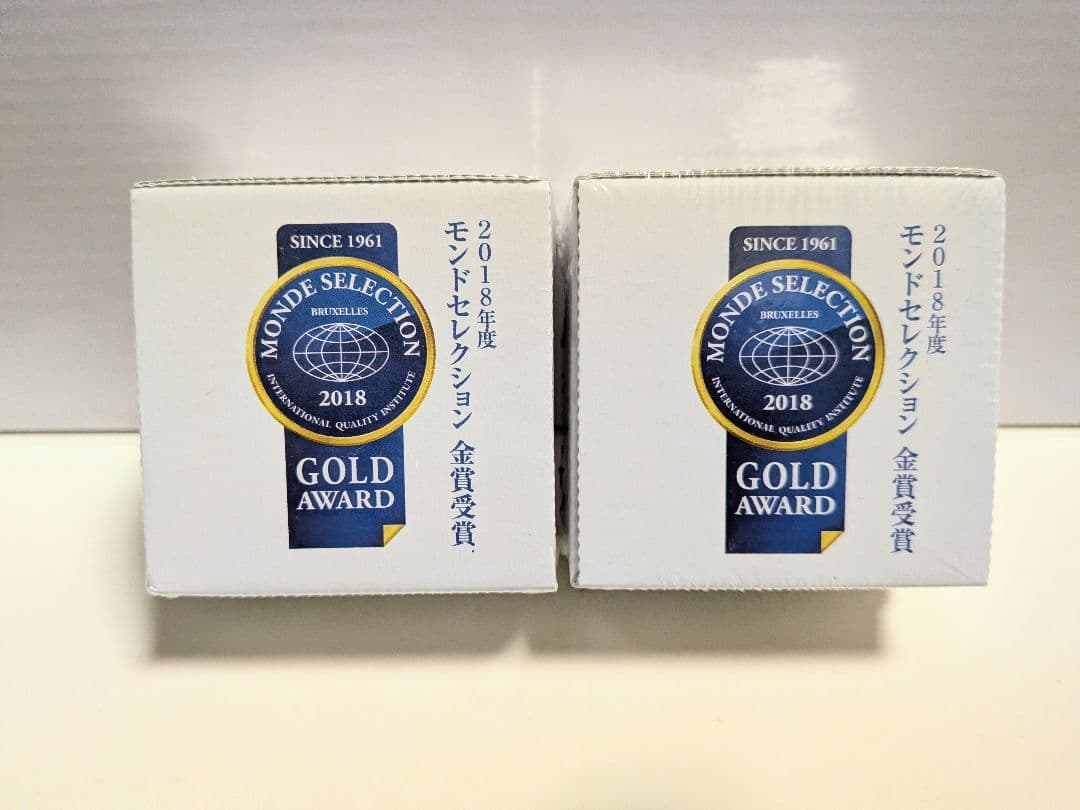 SINCE 1961
MONDE SELECTION
BRUXELLES
2018
INTERNATIONAL QUALITY INSTITUTE
GOLD
AWARD
2018年度
モンドセレクション 金賞受賞
SINCE 1961
MONDE SELECTION
BRUXELLES
2018
INTERNATIONAL QUALITY INSTITUTE
GOLD
AWARD
2018年度
モンドセレクション 金賞受賞